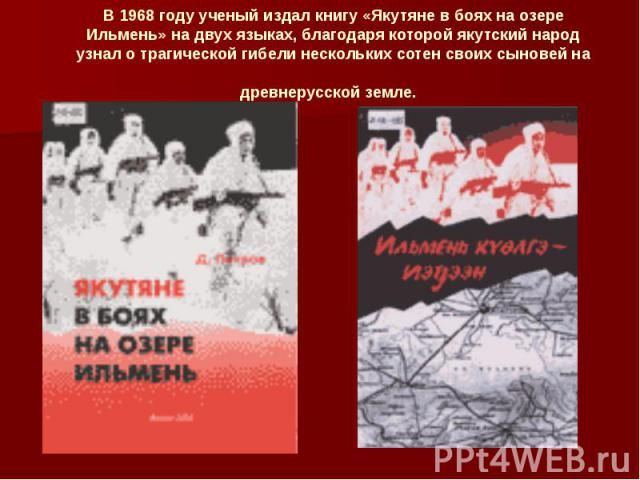 В 1968 году ученый издал книгу «Якутяне в боях на озере
Ильмень» на двух языках, благодаря которой якутский народ
узнал о трагической гибели нескольких сотен своих сыновей на
древнерусской земле.
Д. Петров
ЯКУТЯНЕ
В БОЯХ
НА ОЗЕРЕ
ИЛЬМЕНЬ
ИЛЬМЕНЬ КҮӨЛГЭ –
PPt4WEB.ru